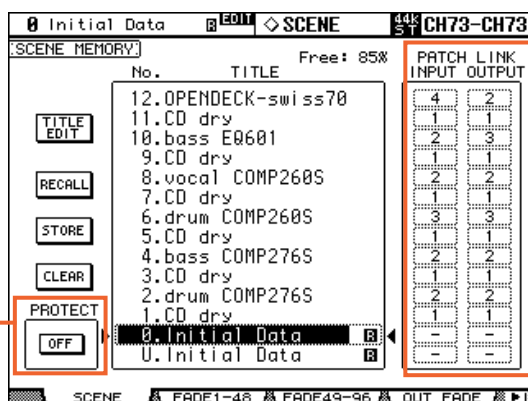 0 Initial Data R EDIT ◇SCENE 44k ST CH73-CH73
SCENE MEMORY
Free: 85%
PATCH LINK
No. TITLE
INPUT OUTPUT
12.OPENDECK-swiss70 4 2
11.CD dry 1 1
10.bass EQ601 2 3
9.CD dry 1 1
8.vocal COMP260S 2 2
7.CD dry 1 1
6.drum COMP260S 3 3
5.CD dry 1 1
4.bass COMP276S 2 2
3.CD dry 1 1
2.drum COMP276S 2 2
1.CD dry 1 1
0.Initial Data R - -
U.Initial Data R - -
TITLE
EDIT
RECALL
STORE
CLEAR
PROTECT
OFF
SCENE FADE1-48 FADE49-96 OUT FADE